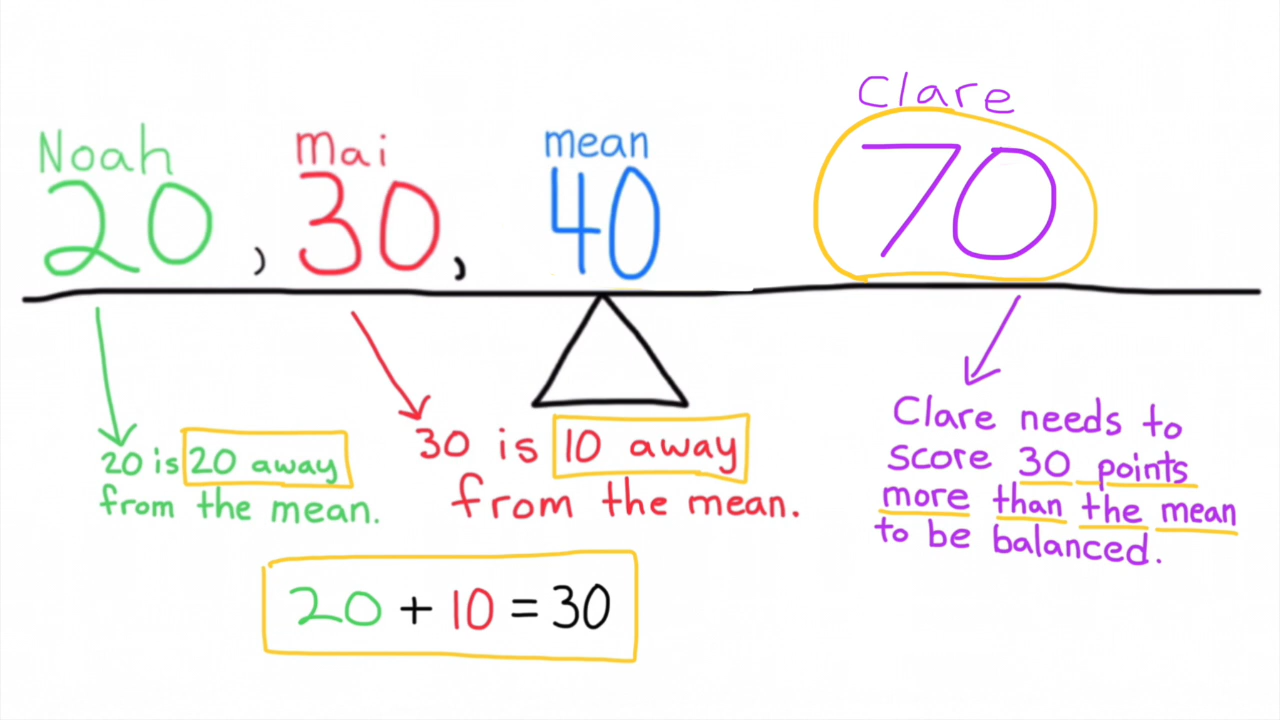 Clare
Noah Mai mean
20 , 30 , 40 70
20 is 20 away
from the mean.
30 is 10 away
from the mean.
Clare needs to
score 30 points
more than the mean
to be balanced.
20 + 10 = 30